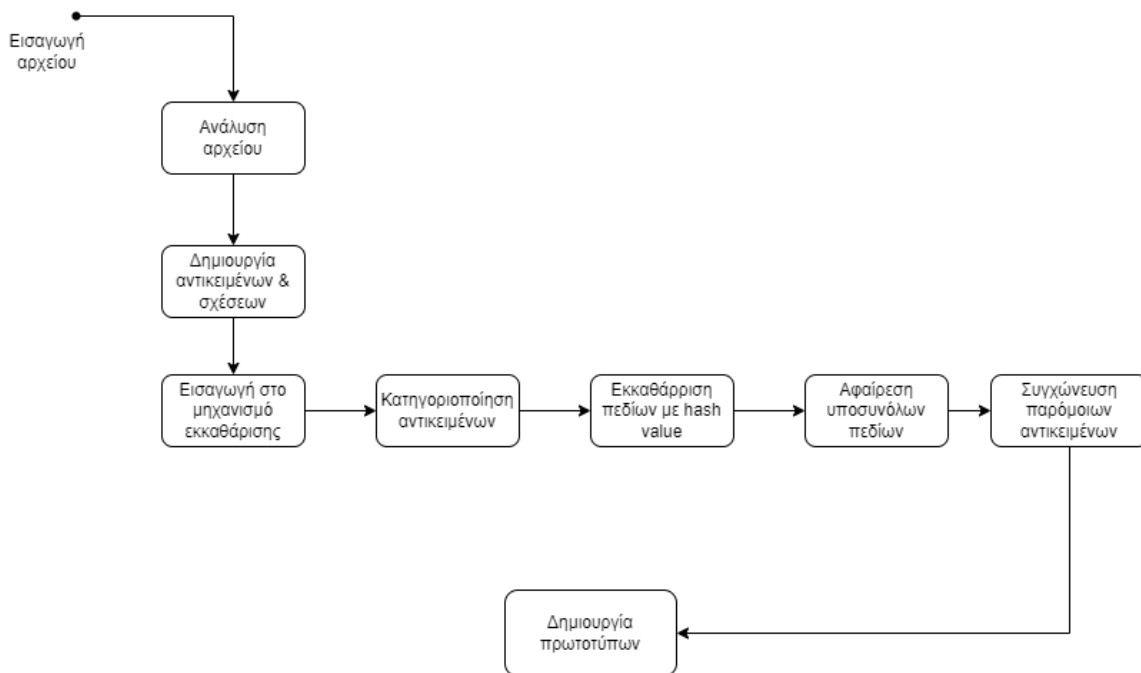 Εισαγωγή
αρχείου
Ανάλυση
αρχείου
Δημιουργία
αντικειμένων &
σχέσεων
Εισαγωγή στο
μηχανισμό
εκκαθάρισης
Κατηγοριοποίηση
αντικειμένων
Εκκαθάρριση
πεδίων με hash
value
Αφαίρεση
υποσυνόλων
πεδίων
Συγχώνευση
παρόμοιων
αντικειμένων
Δημιουργία
πρωτοτύπων